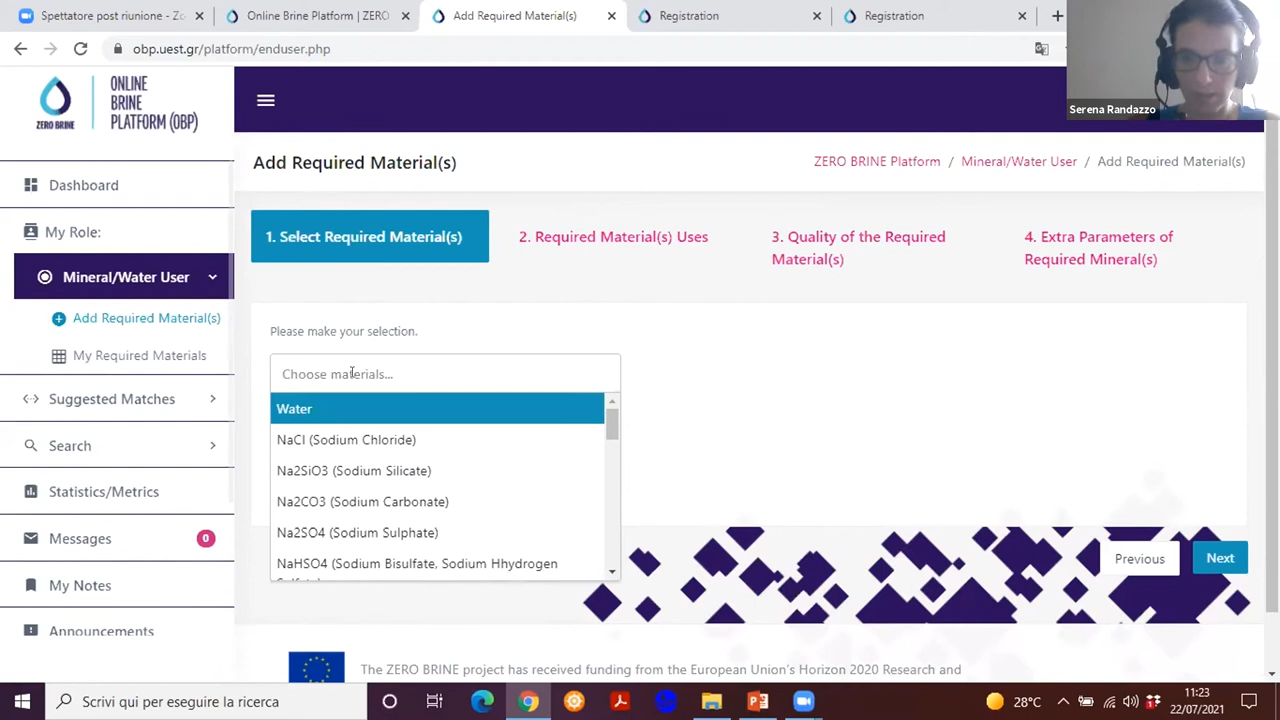 Spettatore post riunione - Zo
Online Brine Platform | ZERO
Add Required Material(s)
Registration
Registration
obp.uest.gr/platform/enduser.php
Serena Randazzo
ZERO BRINE
ONLINE
BRINE
PLATFORM (OBP)
Dashboard
My Role:
Mineral/Water User
Add Required Material(s)
My Required Materials
Suggested Matches
Search
Statistics/Metrics
Messages
0
My Notes
Announcements
Add Required Material(s)
ZERO BRINE Platform / Mineral/Water User / Add Required Material(s)
1. Select Required Material(s)
2. Required Material(s) Uses
3. Quality of the Required
Material(s)
4. Extra Parameters of
Required Mineral(s)
Please make your selection.
Choose materials...
Water
NaCl (Sodium Chloride)
Na2SiO3 (Sodium Silicate)
Na2CO3 (Sodium Carbonate)
Na2SO4 (Sodium Sulphate)
NaHSO4 (Sodium Bisulfate, Sodium Hhydrogen
Previous
Next
The ZERO BRINE project has received funding from the European Union's Horizon 2020 Research and
Scrivi qui per eseguire la ricerca
28°C
11:23
22/07/2021